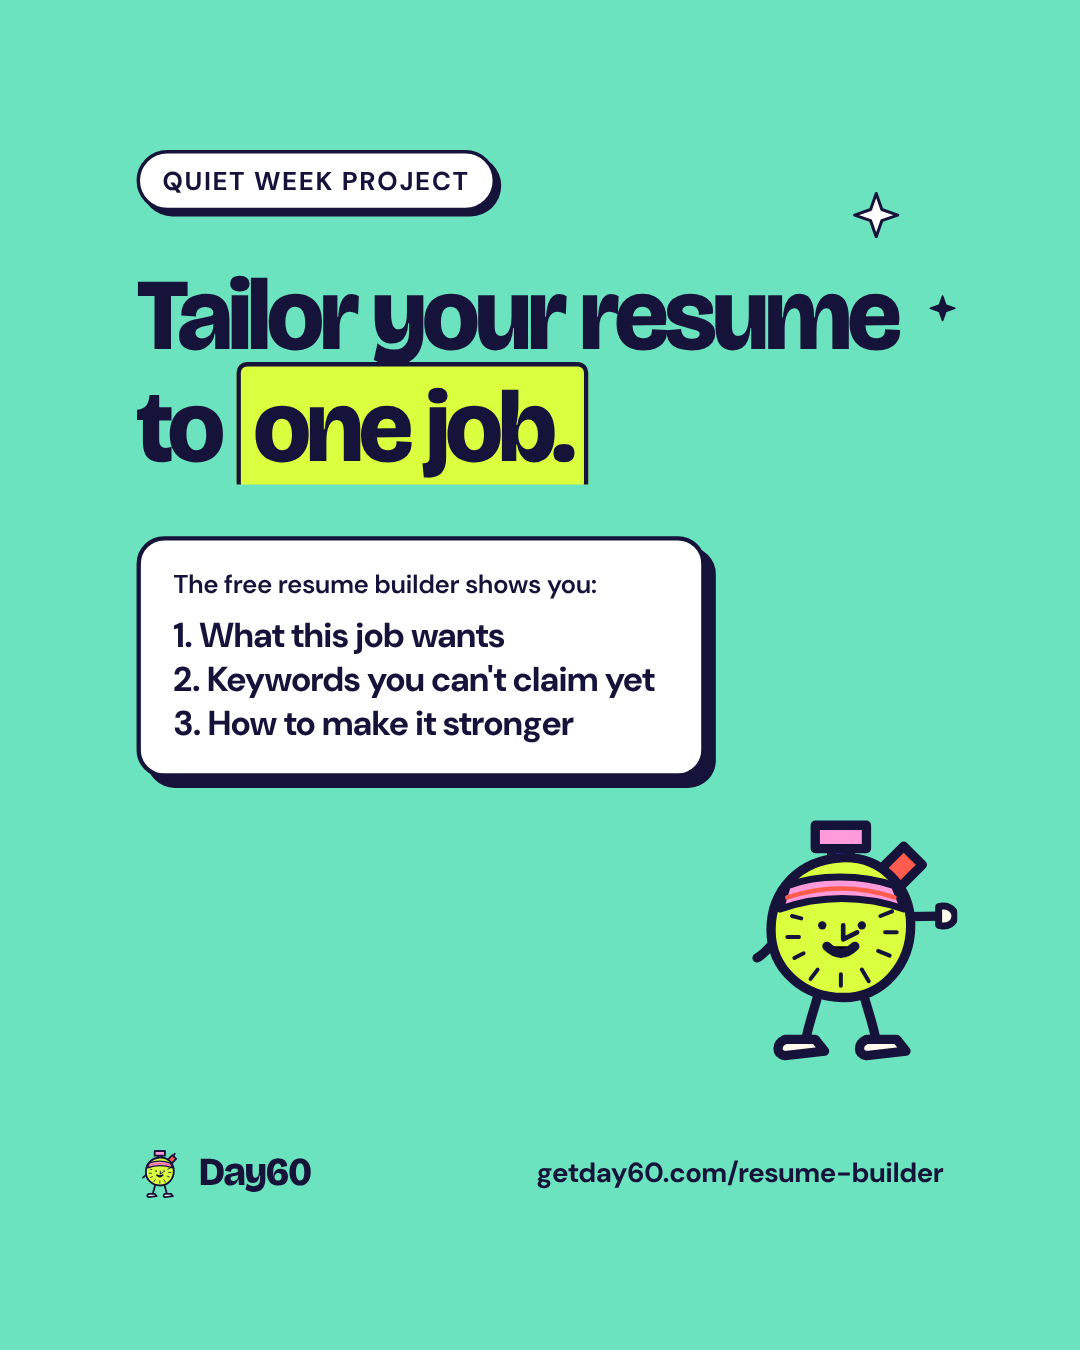 QUIET WEEK PROJECT
Tailor your resume
to one job.
The free resume builder shows you:
1. What this job wants
2. Keywords you can't claim yet
3. How to make it stronger
Day60
getday60.com/resume-builder